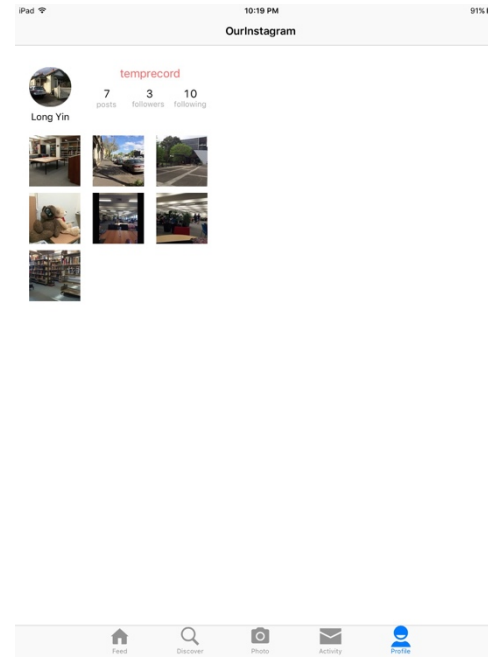 iPad 10:19 PM 91%
OurInstagram
temprecord
7 3 10
posts followers following
Long Yin
Feed Discover Photo Activity Profile